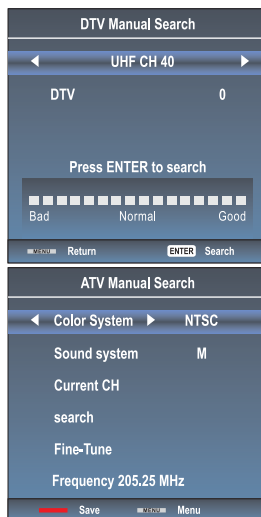 DTV Manual Search
UHF CH 40
DTV 0
Press ENTER to search
Bad Normal Good
MENU Return ENTER Search
ATV Manual Search
Color System NTSC
Sound system M
Current CH
search
Fine-Tune
Frequency 205.25 MHz
Save MENU Menu